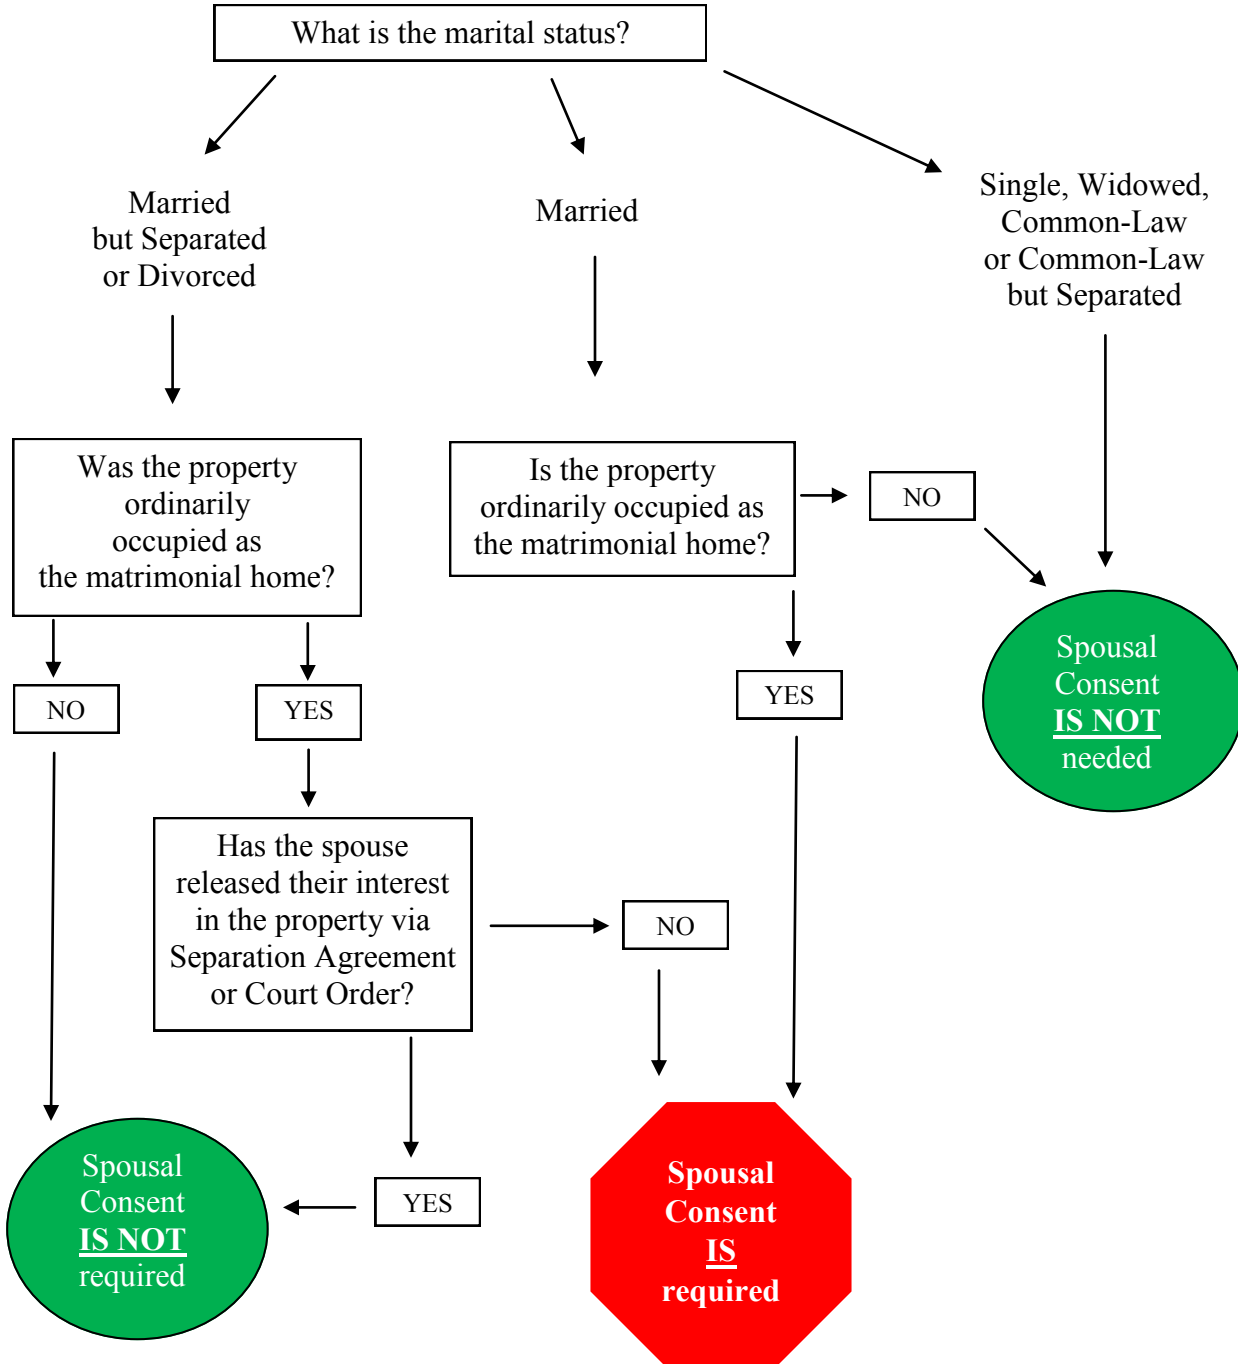 What is the marital status?
Married
but Separated
or Divorced
Married
Single, Widowed,
Common-Law
or Common-Law
but Separated
Was the property
ordinarily
occupied as
the matrimonial home?
Is the property
ordinarily occupied as
the matrimonial home?
NO
NO
YES
YES
Spousal
Consent
IS NOT
needed
Has the spouse
released their interest
in the property via
Separation Agreement
or Court Order?
NO
YES
Spousal
Consent
IS NOT
required
Spousal
Consent
IS
required